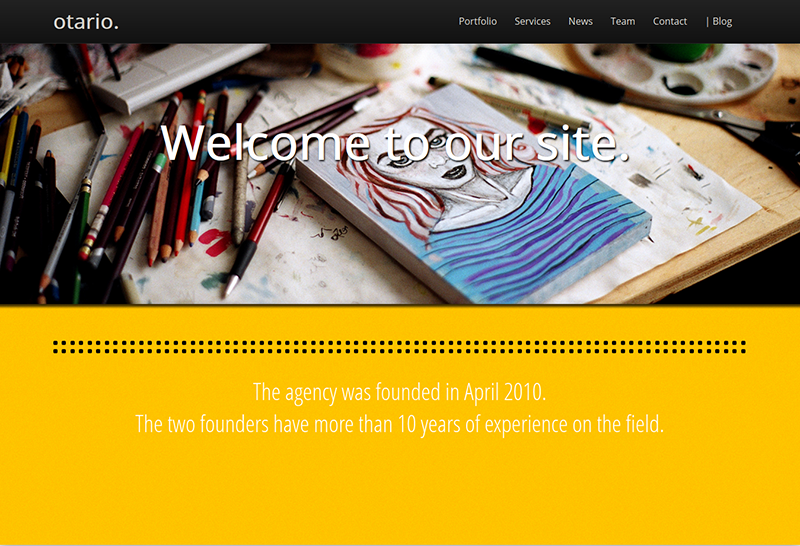 otario.
Portfolio Services News Team Contact | Blog
Welcome to our site.
The agency was founded in April 2010.
The two founders have more than 10 years of experience on the field.